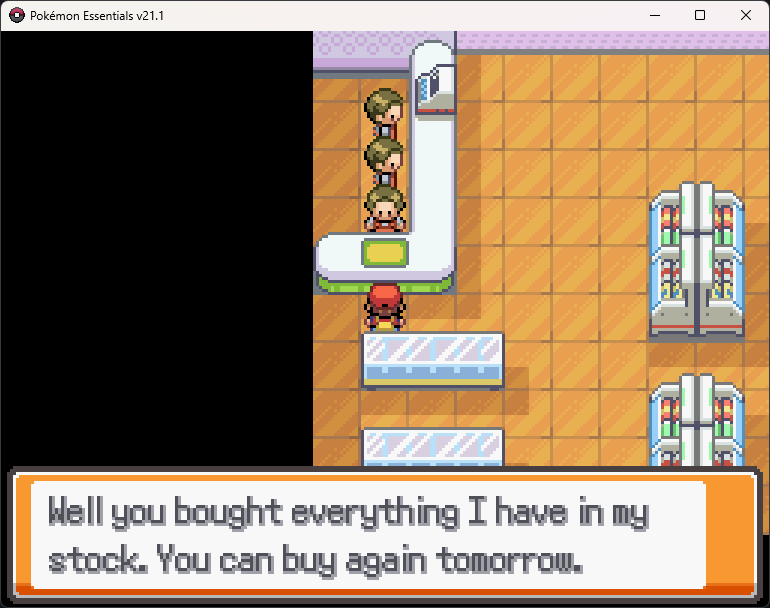 Pokémon Essentials v21.1
Well you bought everything I have in my
stock. You can buy again tomorrow.